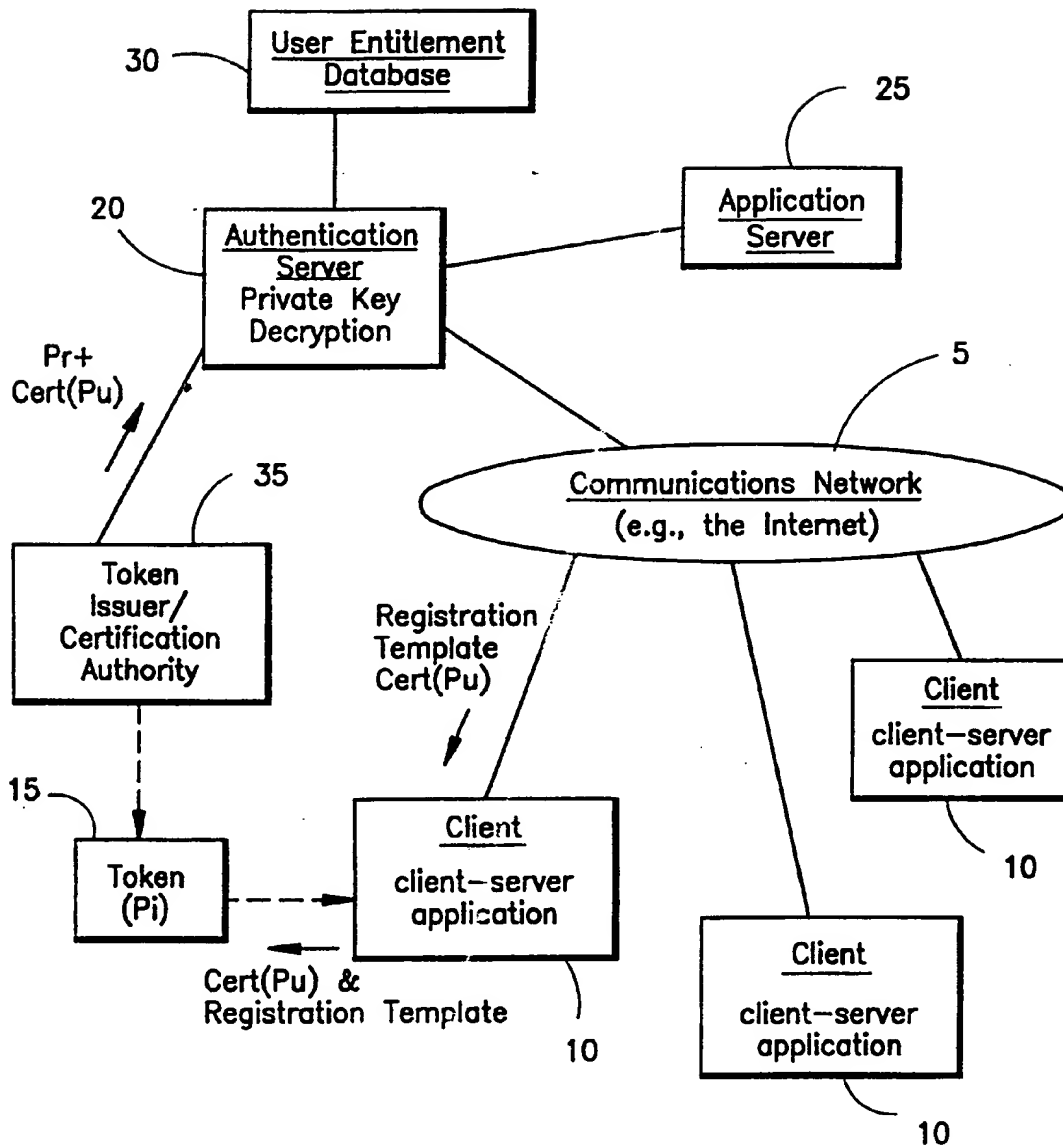 30
User Entitlement
Database
25
20
Authentication
Server
Private Key
Decryption
Application
Server
Pr+
Cert(Pu)
5
35
Communications Network
(e.g., the Internet)
Token
Issuer/
Certification
Authority
Registration
Template
Cert(Pu)
Client
client-server
application
10
15
Token
(Pi)
Client
client-server
application
10
Cert(Pu) &
Registration Template
Client
client-server
application
10